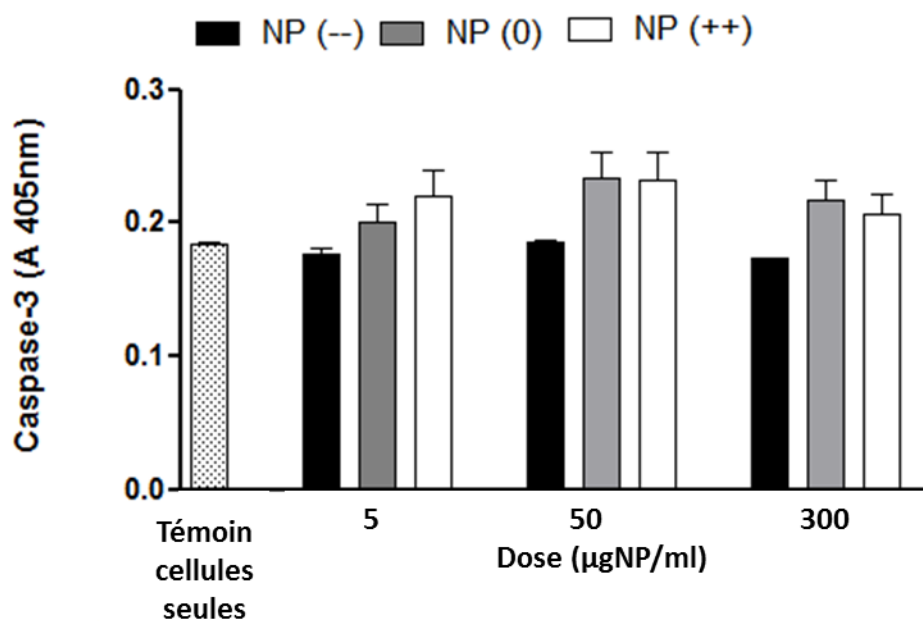 NP (--) NP (0) NP (++)
Caspase-3 (A 405nm)
0.3
0.2
0.1
0.0
5 50 300
Témoin
cellules
seules
Dose (µgNP/ml)